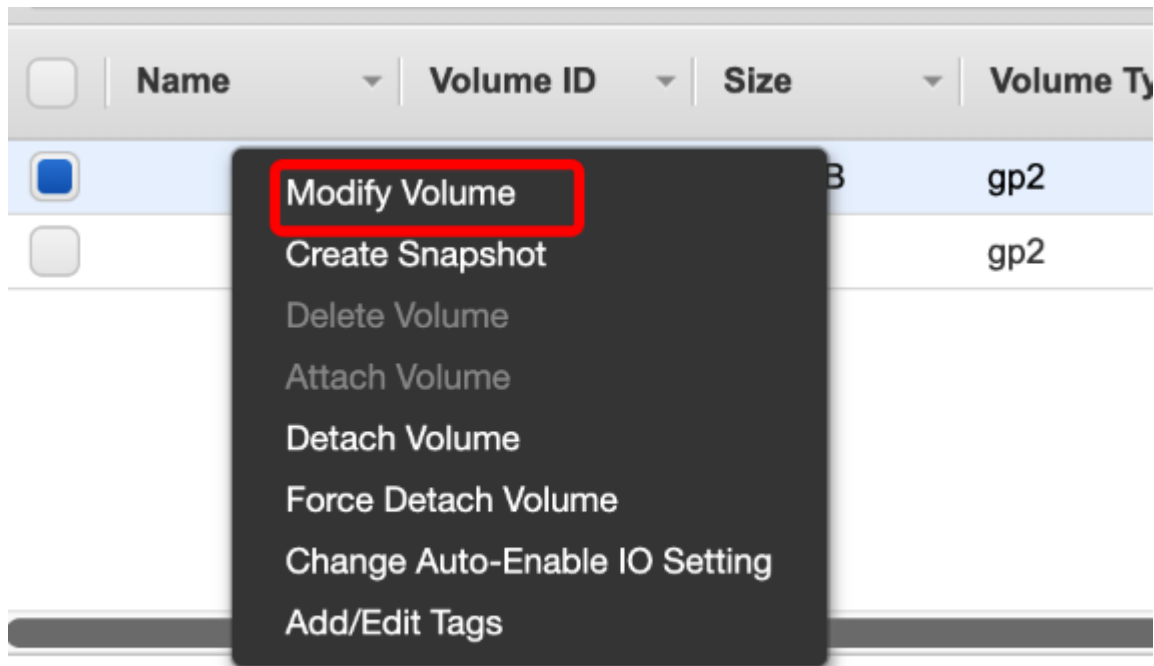 Name Volume ID Size Volume Ty
Modify Volume B gp2
Create Snapshot gp2
Delete Volume
Attach Volume
Detach Volume
Force Detach Volume
Change Auto-Enable IO Setting
Add/Edit Tags